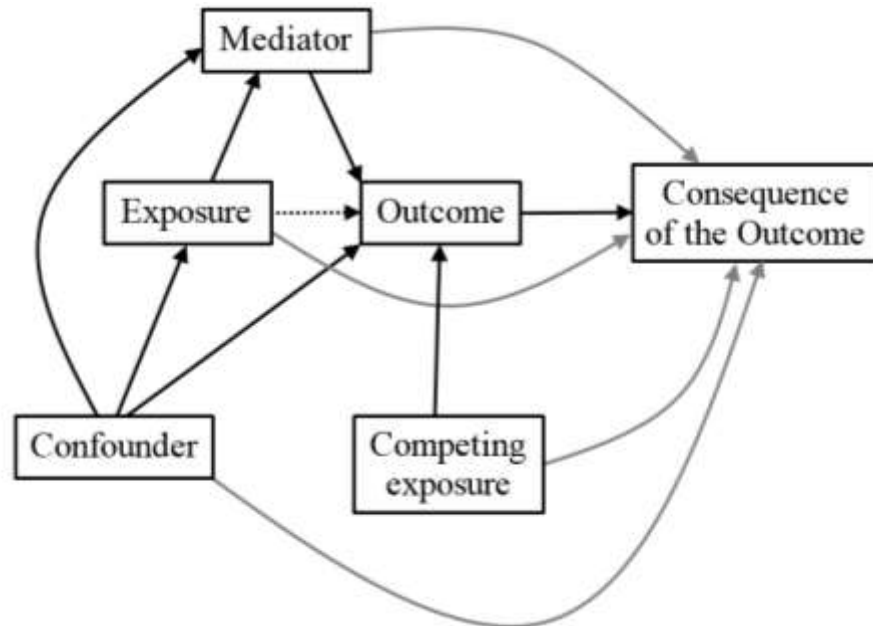 Mediator
Exposure
Outcome
Consequence
of the Outcome
Confounder
Competing
exposure